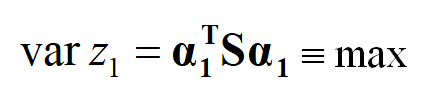 var z₁ = α₁ᵀSα₁ ≡ max